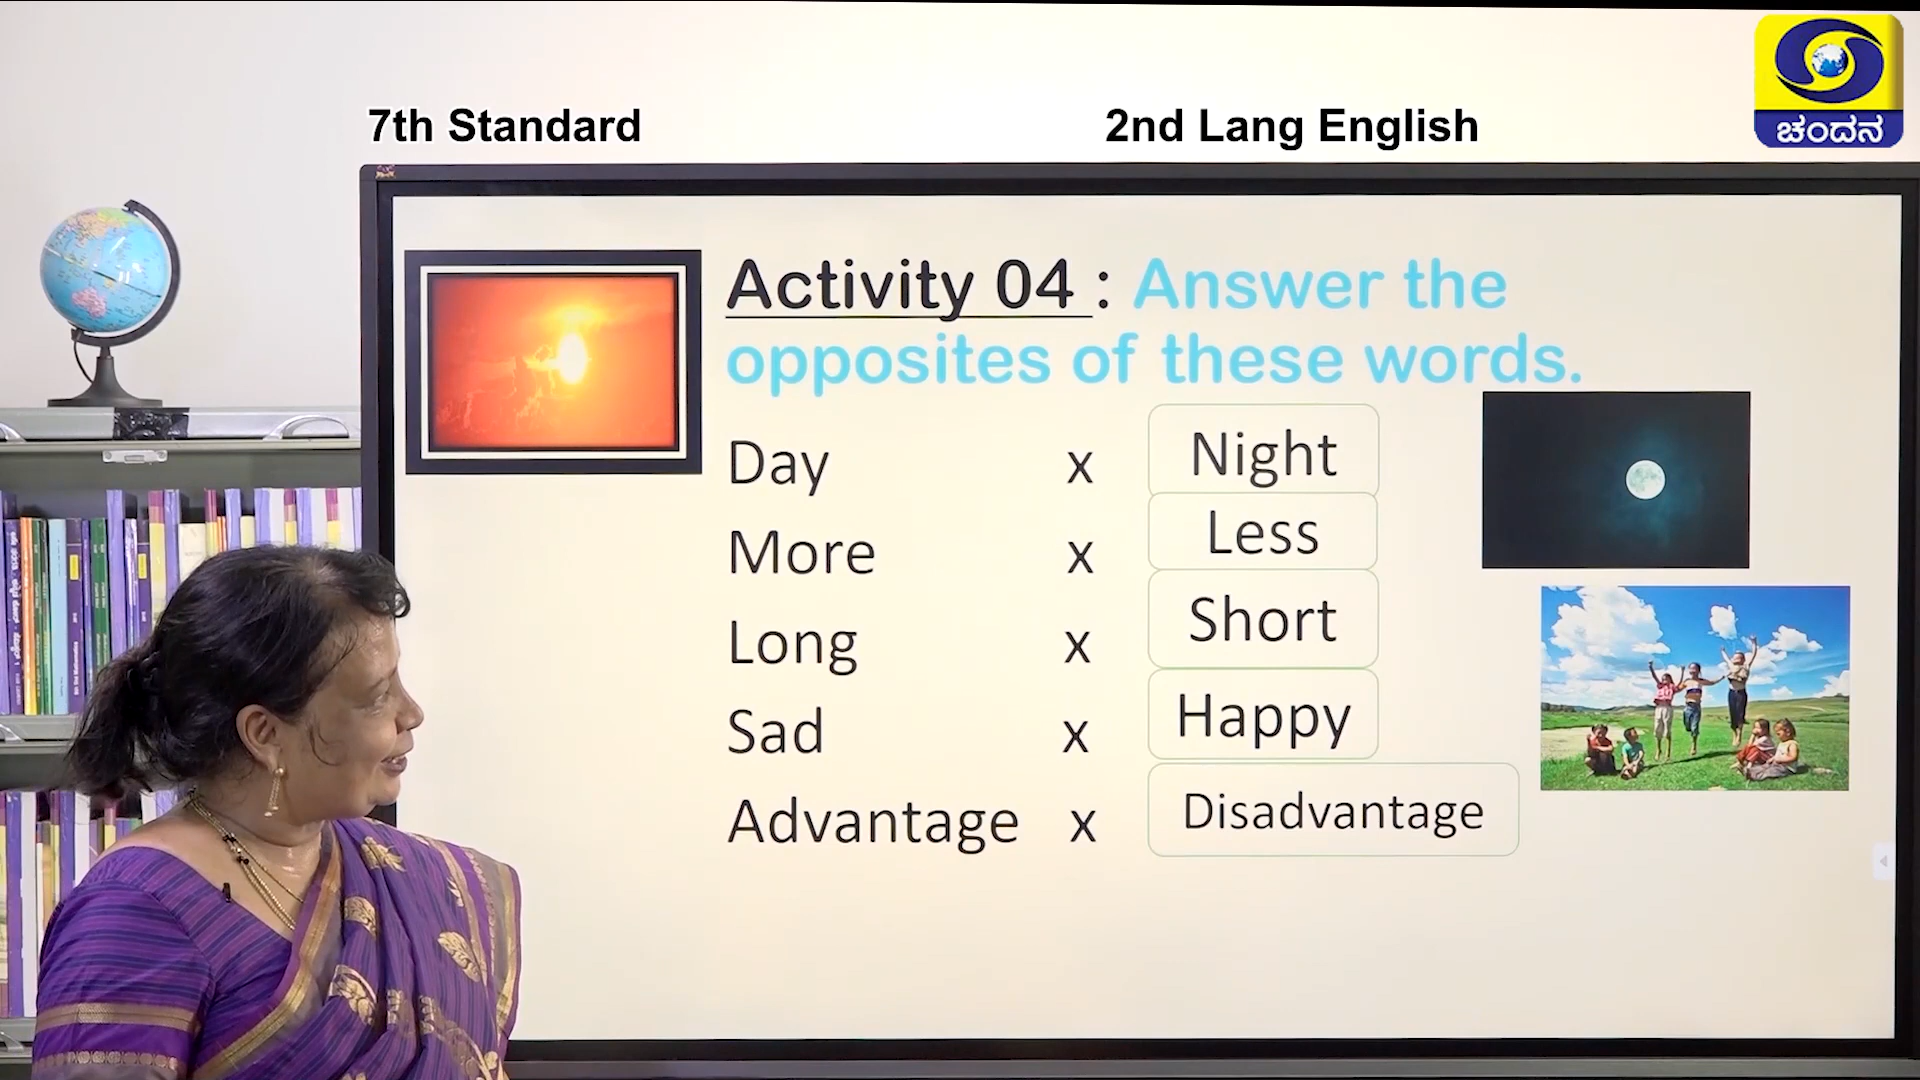 7th Standard
2nd Lang English
ಚಂದನ
Activity 04 : Answer the
opposites of these words.
Day x Night
More x Less
Long x Short
Sad x Happy
Advantage x Disadvantage